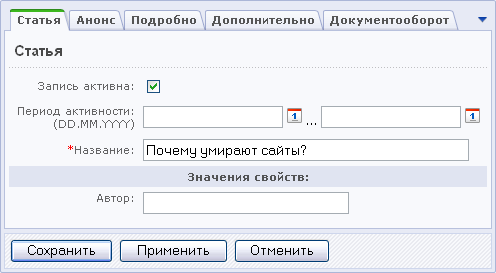 Статья Анонс Подробно Дополнительно Документооборот
Статья
Запись активна:
Период активности:
(DD.MM.YYYY) 1 ... 1
*Название: Почему умирают сайты?
Значения свойств:
Автор:
Сохранить Применить Отменить